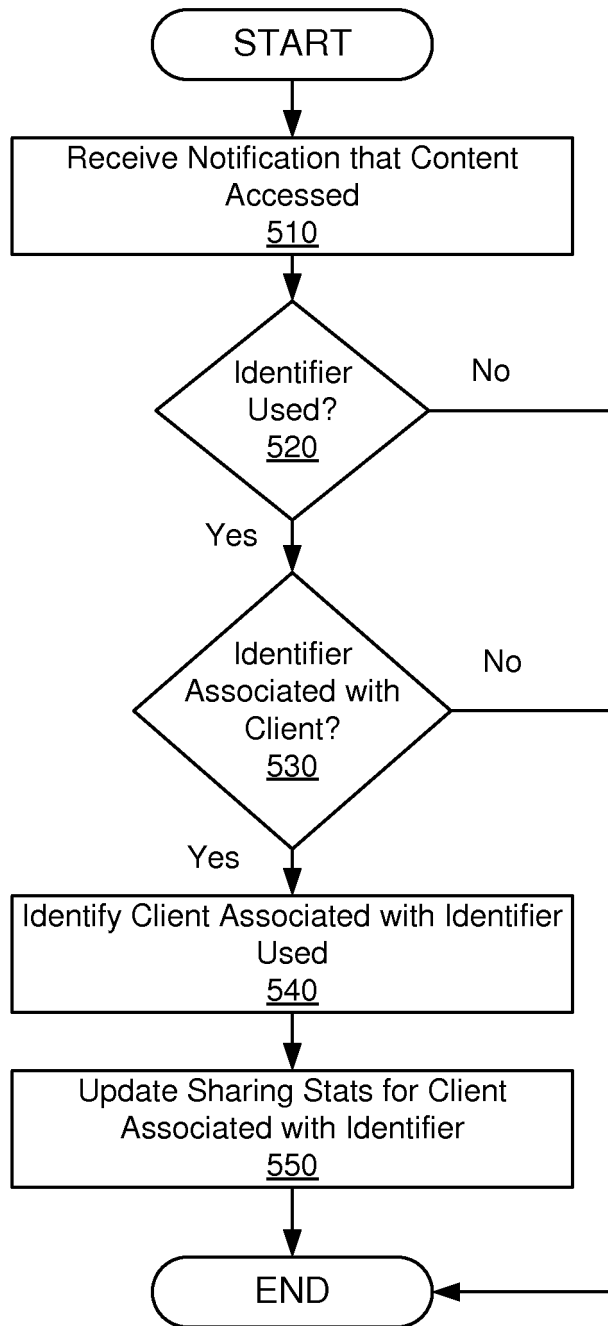 START
Receive Notification that Content
Accessed
510
Identifier
Used?
520
No
Yes
Identifier
Associated with
Client?
530
No
Yes
Identify Client Associated with Identifier
Used
540
Update Sharing Stats for Client
Associated with Identifier
550
END